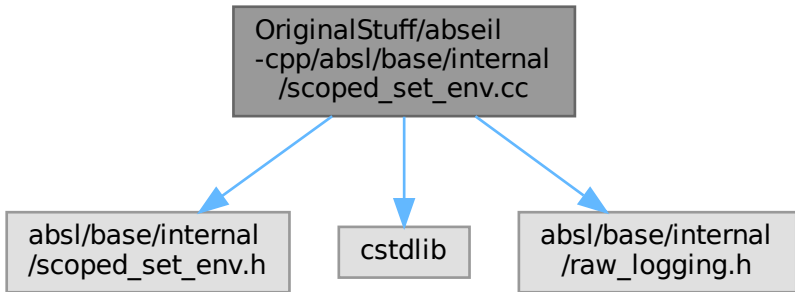 OriginalStuff/abseil
-cpp/absl/base/internal
/scoped_set_env.cc
absl/base/internal
/scoped_set_env.h
cstdlib
absl/base/internal
/raw_logging.h